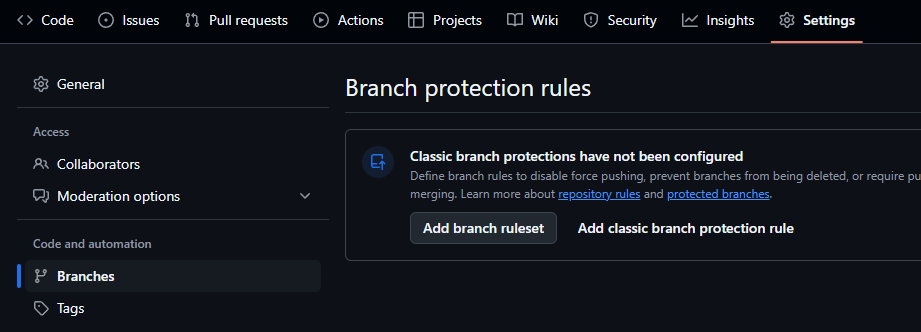 Code Issues Pull requests Actions Projects Wiki Security Insights Settings
General
Access
Collaborators
Moderation options
Code and automation
Branches
Tags
Branch protection rules
Classic branch protections have not been configured
Define branch rules to disable force pushing, prevent branches from being deleted, or require pu
merging. Learn more about repository rules and protected branches.
Add branch ruleset Add classic branch protection rule